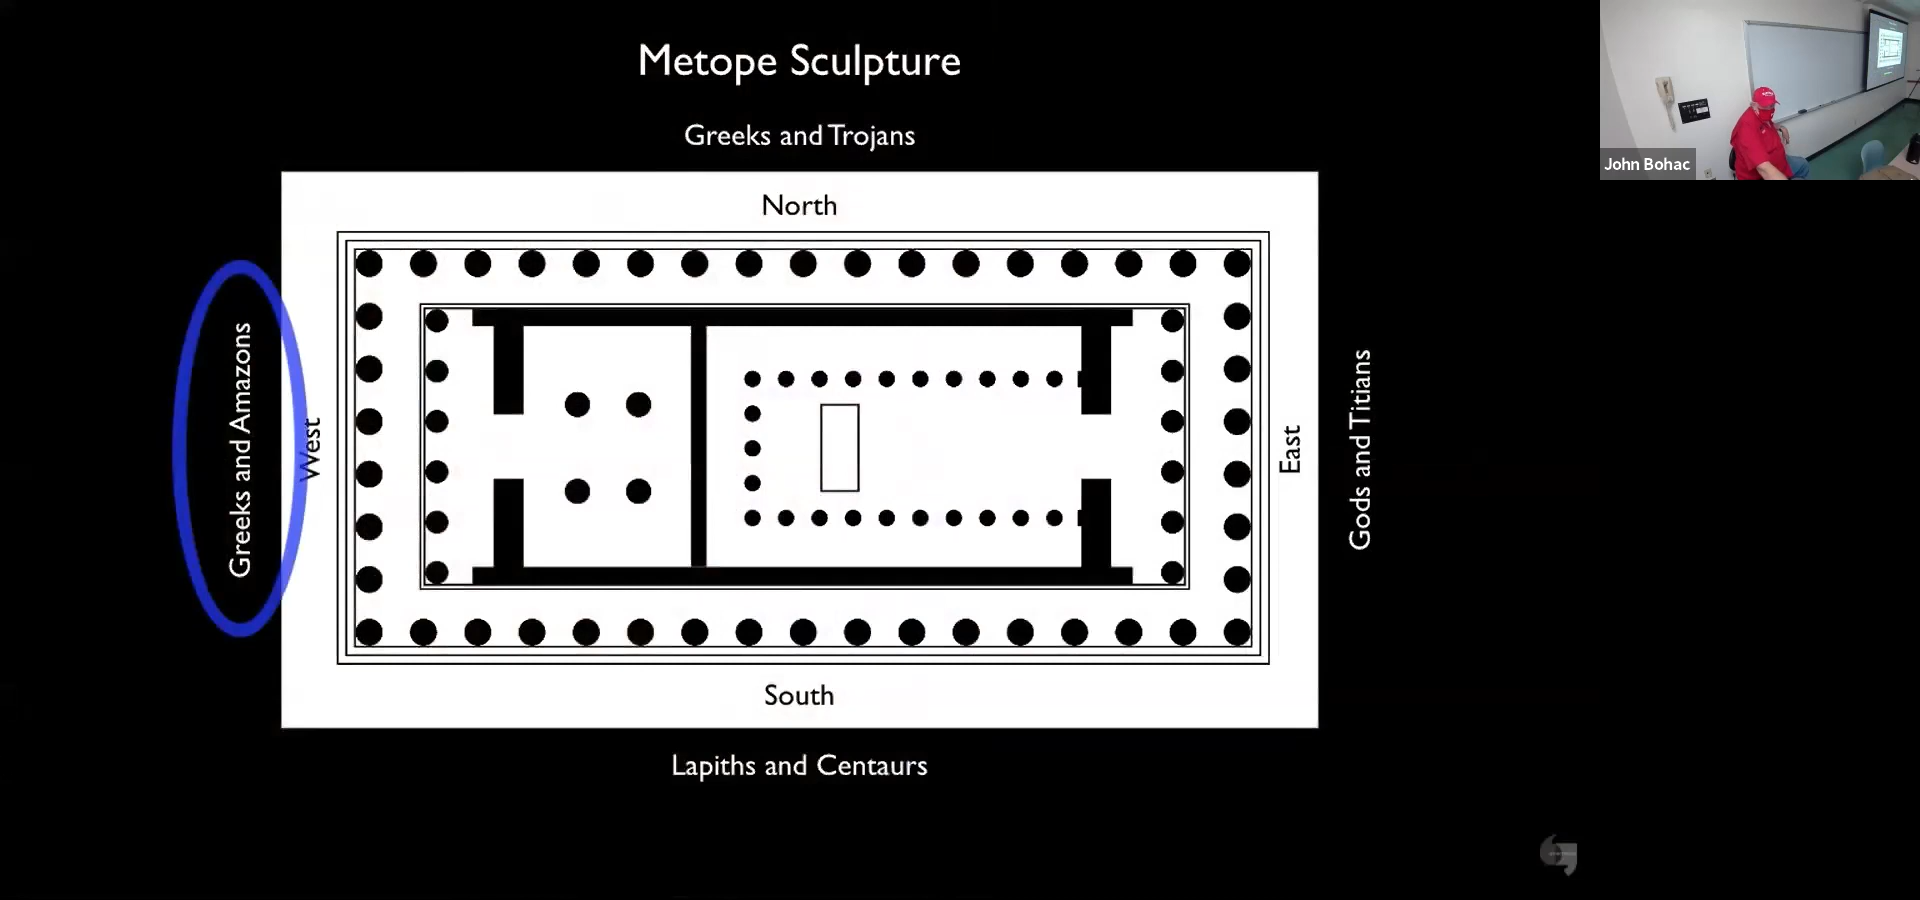 Metope Sculpture
Greeks and Trojans
North
Greeks and Amazons
West
East
Gods and Titians
South
Lapiths and Centaurs
John Bohac